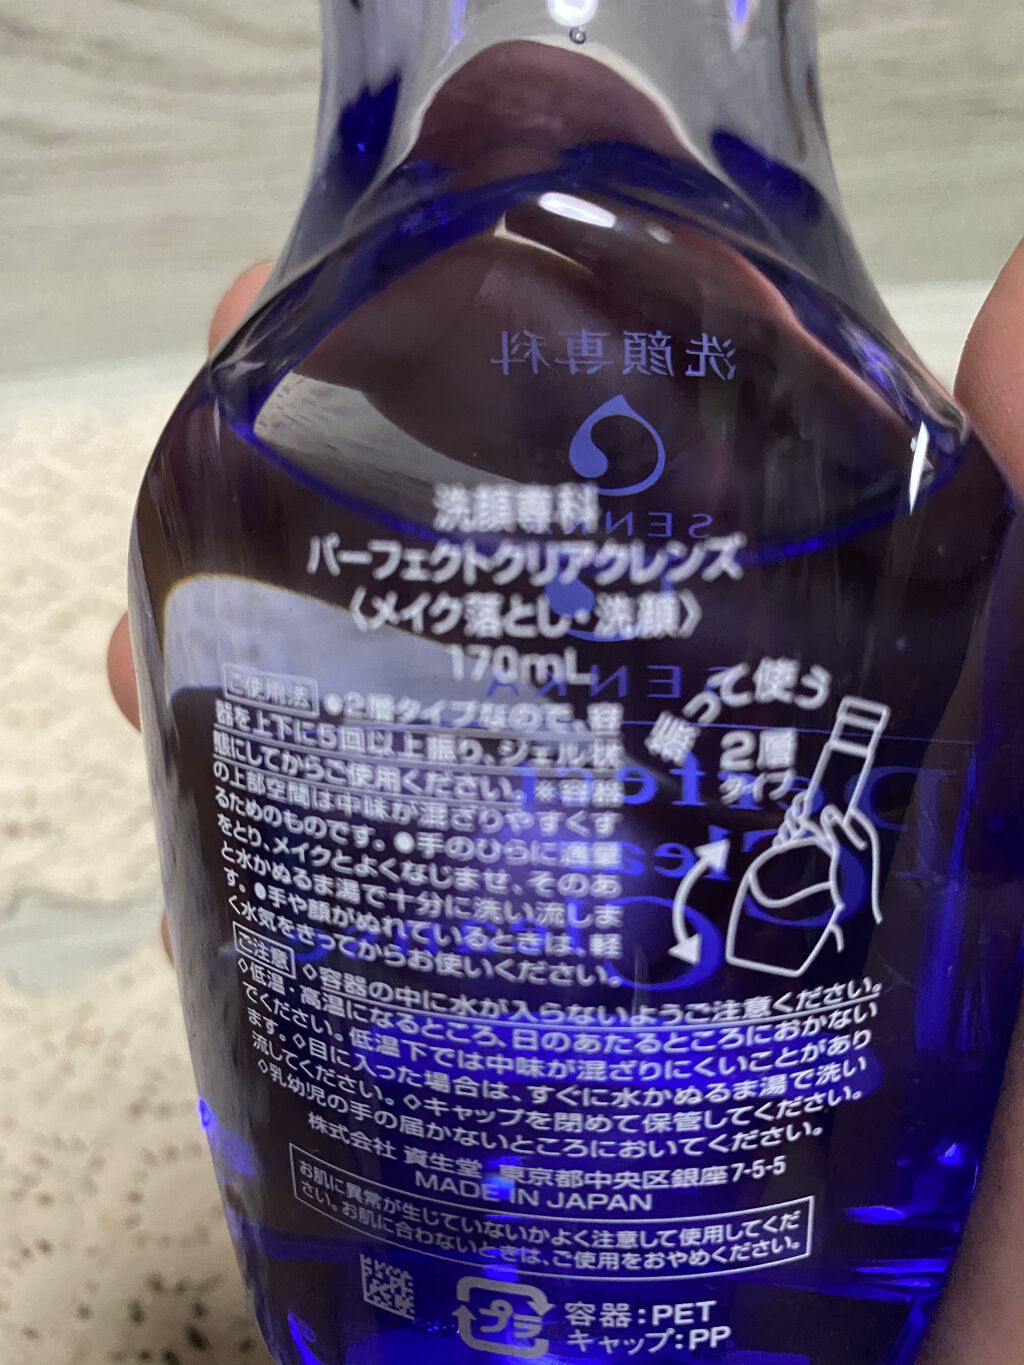 洗顔専科
SENKA
洗顔専科
パーフェクトクリアクレンズ
〈メイク落とし・洗顔〉
170mL
SENKA
Perfect
Clear
振って使う
2層
タイプ
ご使用法 ●2層タイプなので、容
器を上下に5回以上振り、ジェル状
態にしてからご使用ください。※容器
の上部空間は中味が混ざりやすくす
るためのものです。●手のひらに適量
をとり、メイクとよくなじませ、そのあ
と水かぬるま湯で十分に洗い流しま
す。●手や顔がぬれているときは、軽
く水気をきってからお使いください。
ご注意 ◇容器の中に水が入らないようご注意ください。
◇低温・高温になるところ、日のあたるところにおかない
でください。低温下では中味が混ざりにくいことがあり
ます。◇目に入った場合は、すぐに水かぬるま湯で洗い
流してください。◇キャップを閉めて保管してください。
◇乳幼児の手の届かないところにおいてください。
株式会社 資生堂 東京都中央区銀座7-5-5
MADE IN JAPAN
お肌に異常が生じていないかよく注意して使用してくだ
さい。お肌に合わないときは、ご使用をおやめください。
プラ
容器:PET
キャップ:PP